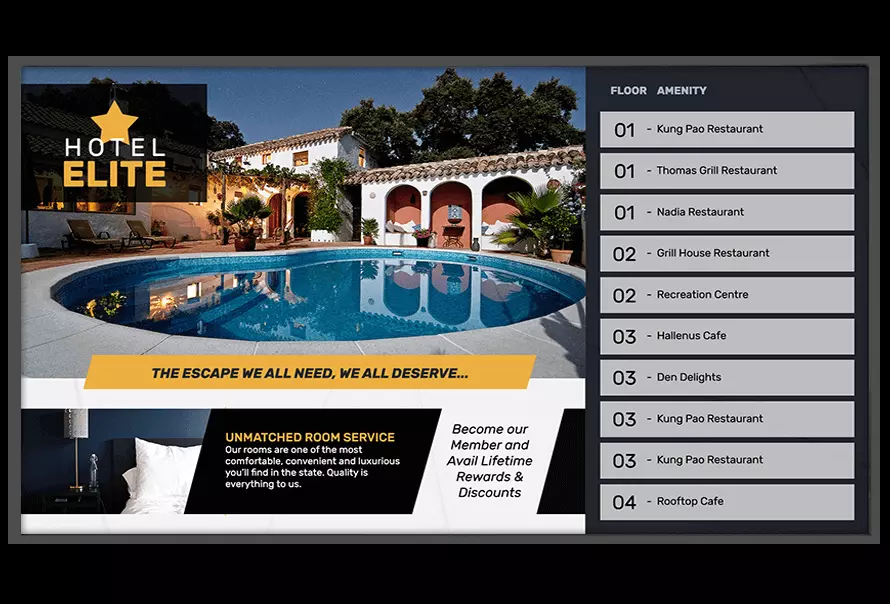 HOTEL
ELITE
THE ESCAPE WE ALL NEED, WE ALL DESERVE...
UNMATCHED ROOM SERVICE
Our rooms are one of the most
comfortable, convenient and luxurious
you'll find in the state. Quality is
everything to us.
Become our
Member and
Avail Lifetime
Rewards &
Discounts
FLOOR AMENITY
01 - Kung Pao Restaurant
01 - Thomas Grill Restaurant
01 - Nadia Restaurant
02 - Grill House Restaurant
02 - Recreation Centre
03 - Hallenus Cafe
03 - Den Delights
03 - Kung Pao Restaurant
03 - Kung Pao Restaurant
04 - Rooftop Cafe